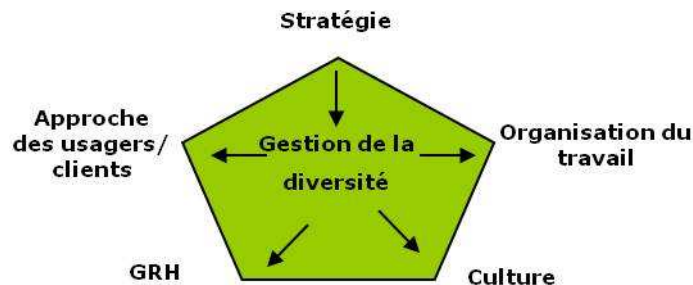 Stratégie
Approche
des usagers/
clients
Gestion de la
diversité
Organisation du
travail
GRH
Culture